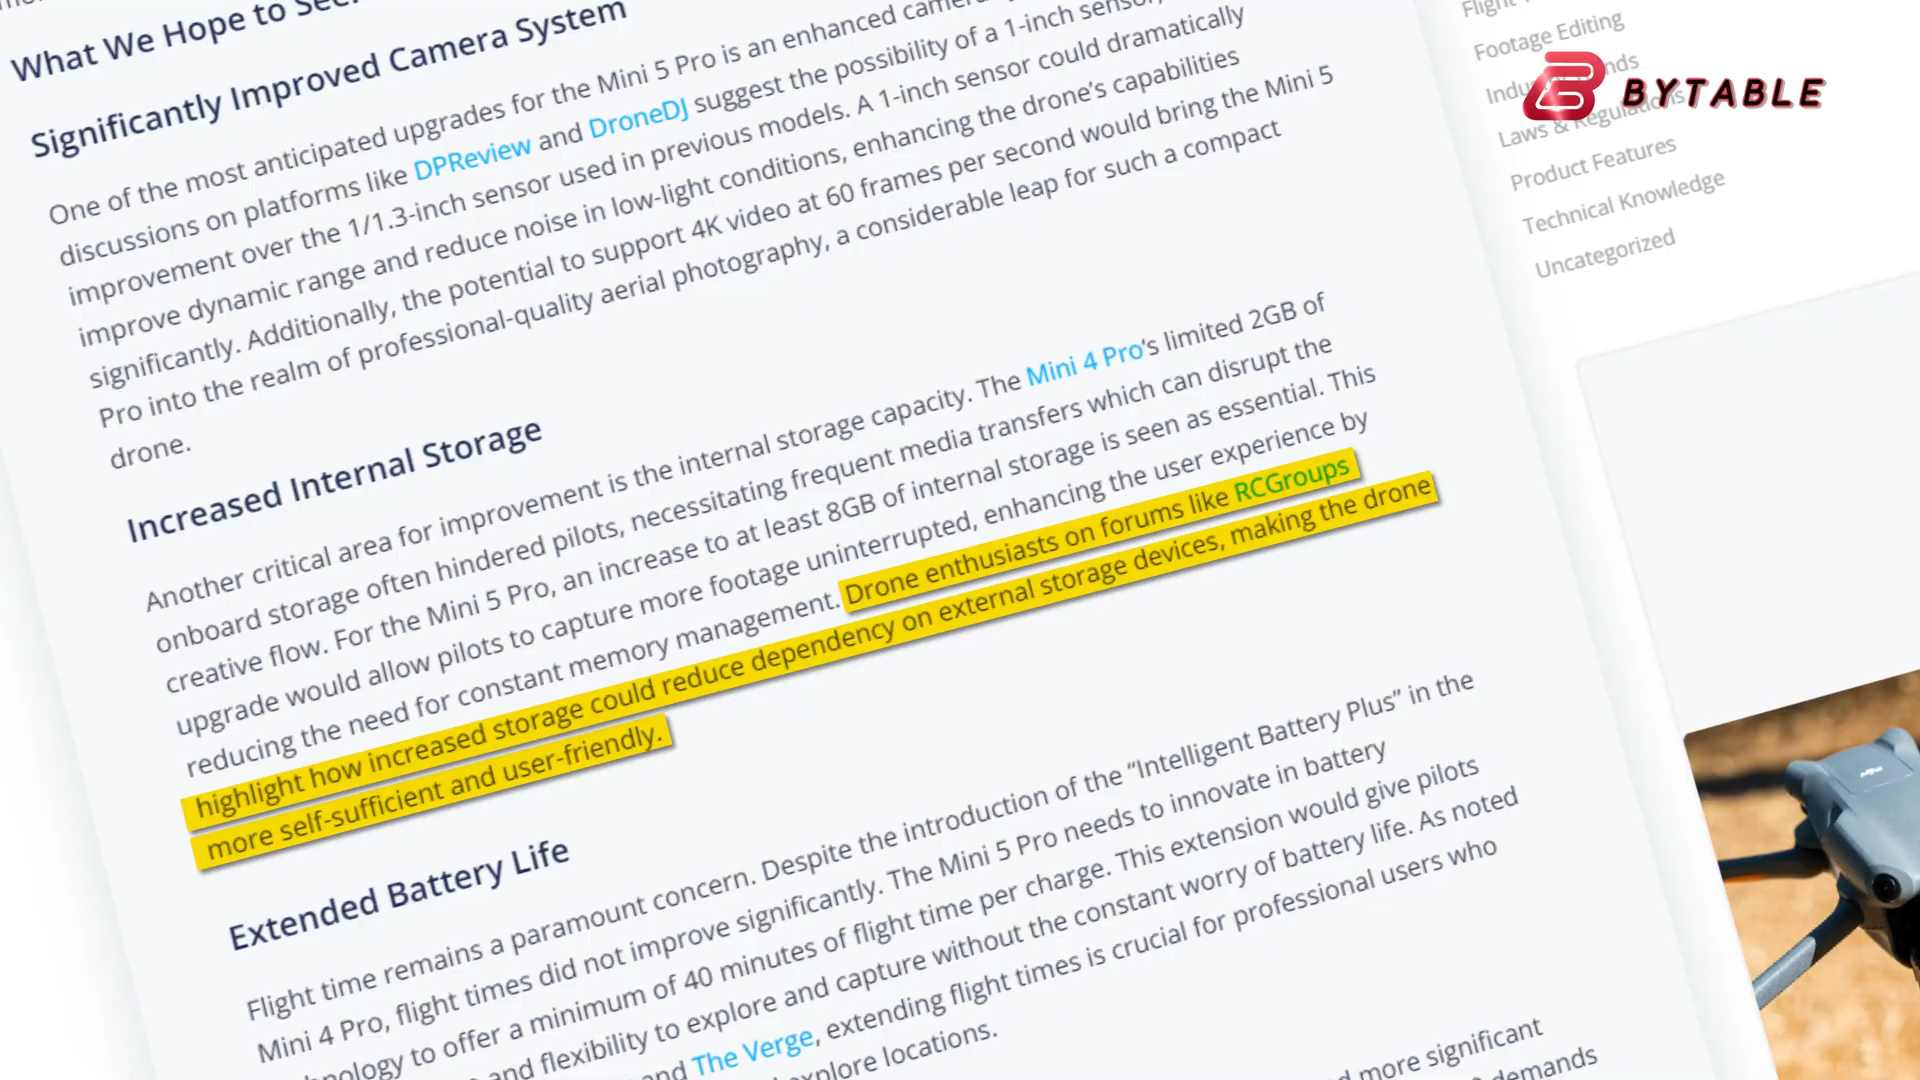 What We Hope to See
Significantly Improved Camera System
One of the most anticipated upgrades for the Mini 5 Pro is an enhanced
discussions on platforms like DPReview and DroneDJ suggest the possibility of a 1-inch sensor,
improvement over the 1/1.3-inch sensor used in previous models. A 1-inch sensor could dramatically
improve dynamic range and reduce noise in low-light conditions, enhancing the drone's capabilities
significantly. Additionally, the potential to support 4K video at 60 frames per second would bring the Mini 5
Pro into the realm of professional-quality aerial photography, a considerable leap for such a compact
drone.
Increased Internal Storage
Another critical area for improvement is the internal storage capacity. The Mini 4 Pro's limited 2GB of
onboard storage often hindered pilots, necessitating frequent media transfers which can disrupt the
creative flow. For the Mini 5 Pro, an increase to at least 8GB of internal storage is seen as essential. This
upgrade would allow pilots to capture more footage uninterrupted, enhancing the user experience by
reducing the need for constant memory management. Drone enthusiasts on forums like RCGroups
highlight how increased storage could reduce dependency on external storage devices, making the drone
more self-sufficient and user-friendly.
Extended Battery Life
Flight time remains a paramount concern. Despite the introduction of the “Intelligent Battery Plus” in the
Mini 4 Pro, flight times did not improve significantly. The Mini 5 Pro needs to innovate in battery
nology to offer a minimum of 40 minutes of flight time per charge. This extension would give pilots
and flexibility to explore and capture without the constant worry of battery life. As noted
and The Verge, extending flight times is crucial for professional users who
explore locations.
d more significant
demands
Flight
Footage Editing
Laws & Regulations
Product Features
Technical Knowledge
Uncategorized
BYTABLE